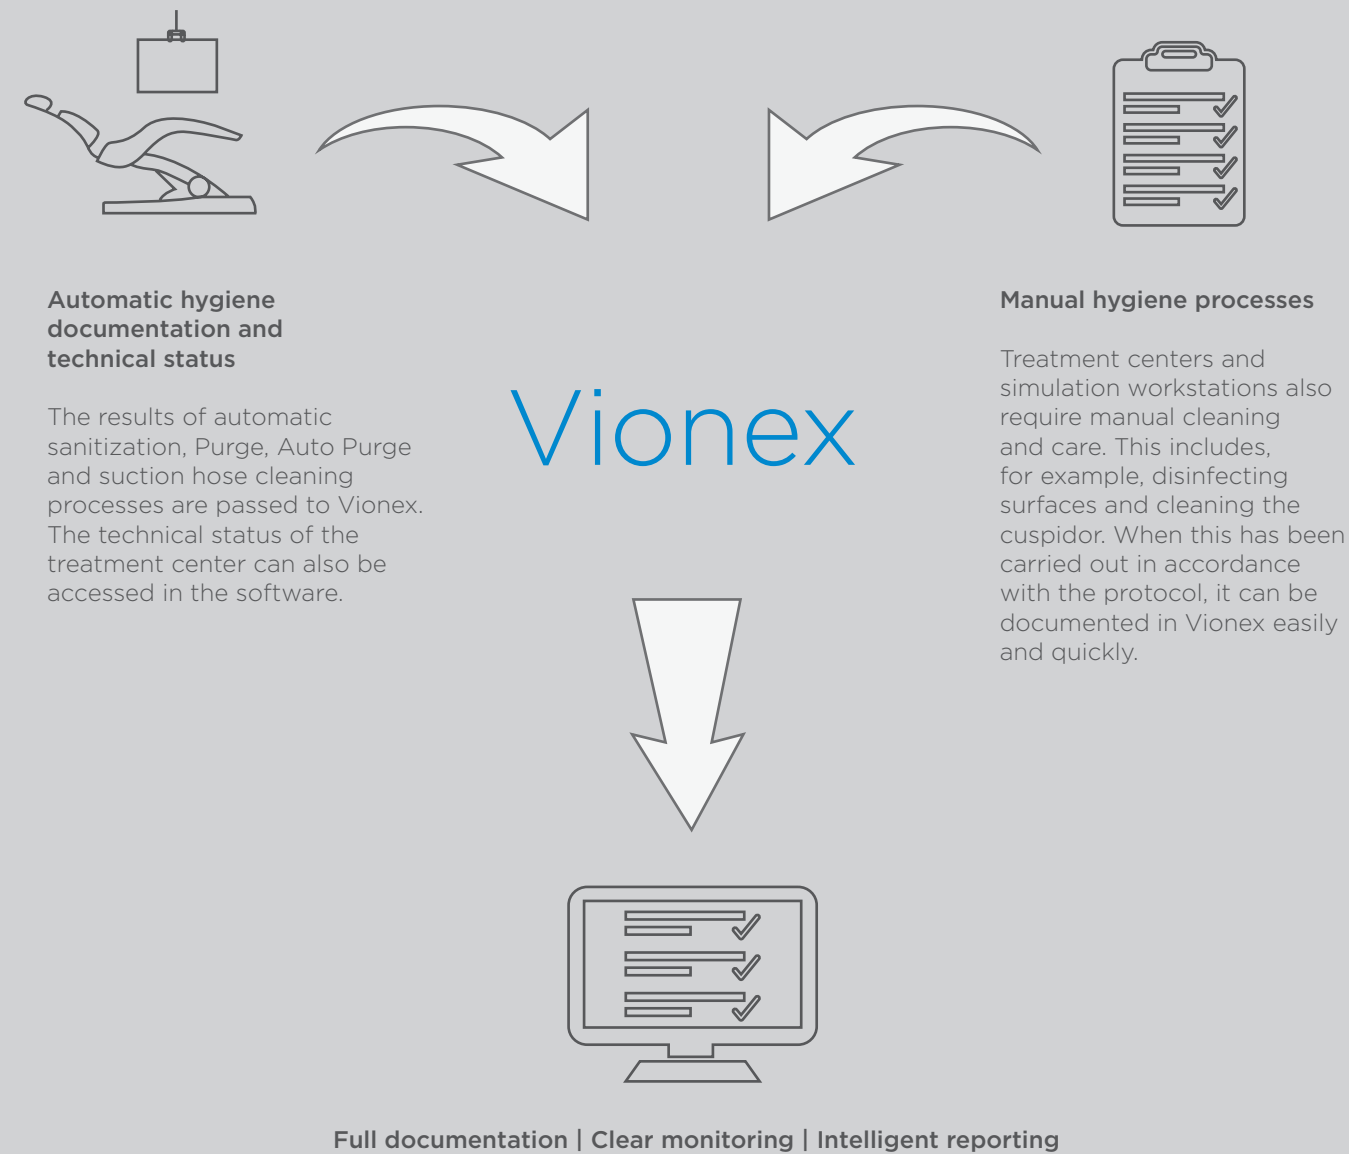 Automatic hygiene
documentation and
technical status
The results of automatic
sanitization, Purge, Auto Purge
and suction hose cleaning
processes are passed to Vionex.
The technical status of the
treatment center can also be
accessed in the software.
Vionex
Manual hygiene processes
Treatment centers and
simulation workstations also
require manual cleaning
and care. This includes,
for example, disinfecting
surfaces and cleaning the
cuspidor. When this has been
carried out in accordance
with the protocol, it can be
documented in Vionex easily
and quickly.
Full documentation | Clear monitoring | Intelligent reporting